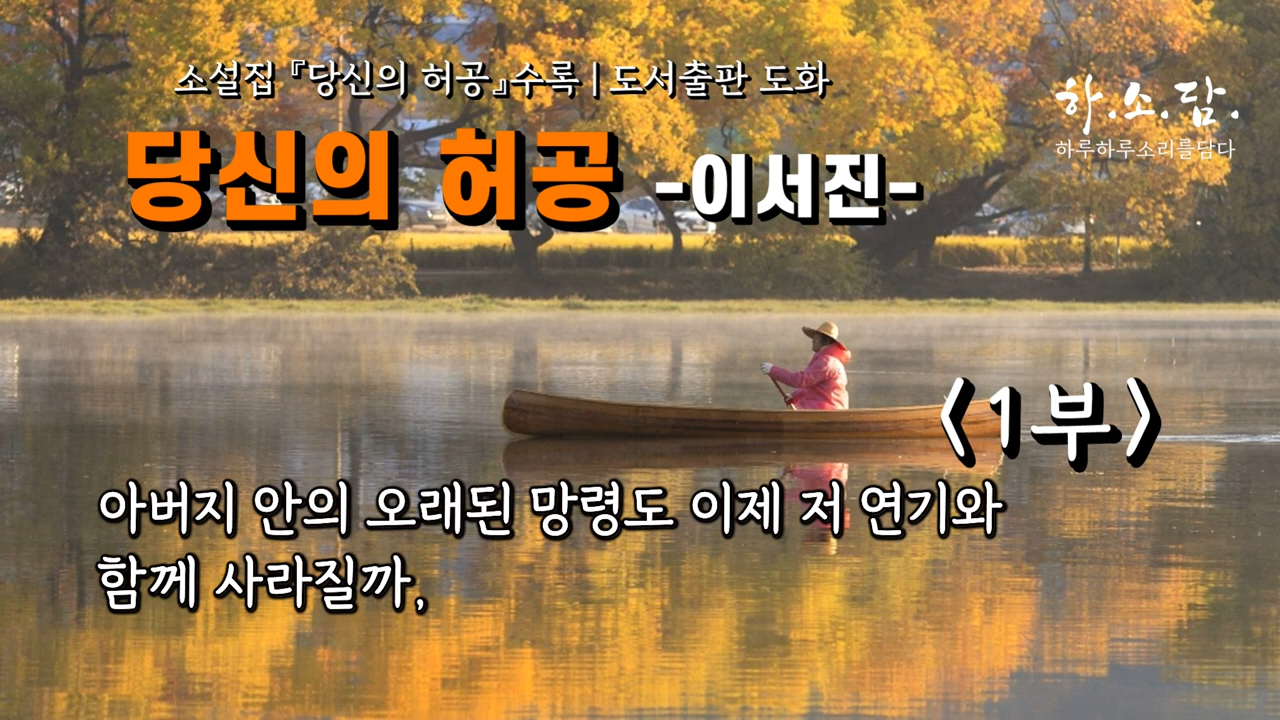 소설집 『당신의 허공』수록 | 도서출판 도화
하.소.담.
하루하루소리를담다
당신의 허공 -이서진-
<1부>
아버지 안의 오래된 망령도 이제 저 연기와
함께 사라질까,